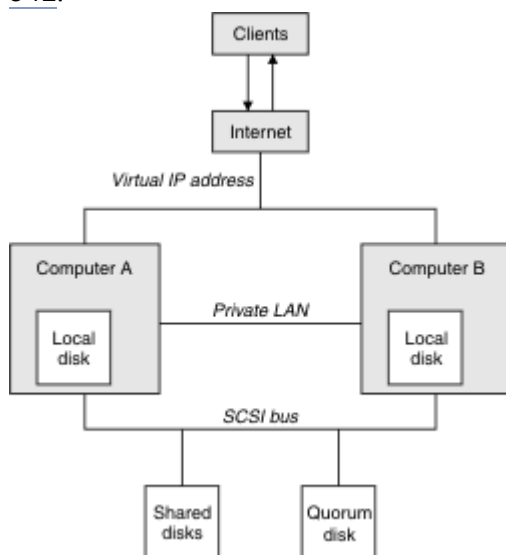 Clients
Internet
Virtual IP address
Computer A
Computer B
Private LAN
Local
disk
Local
disk
SCSI bus
Shared
disks
Quorum
disk